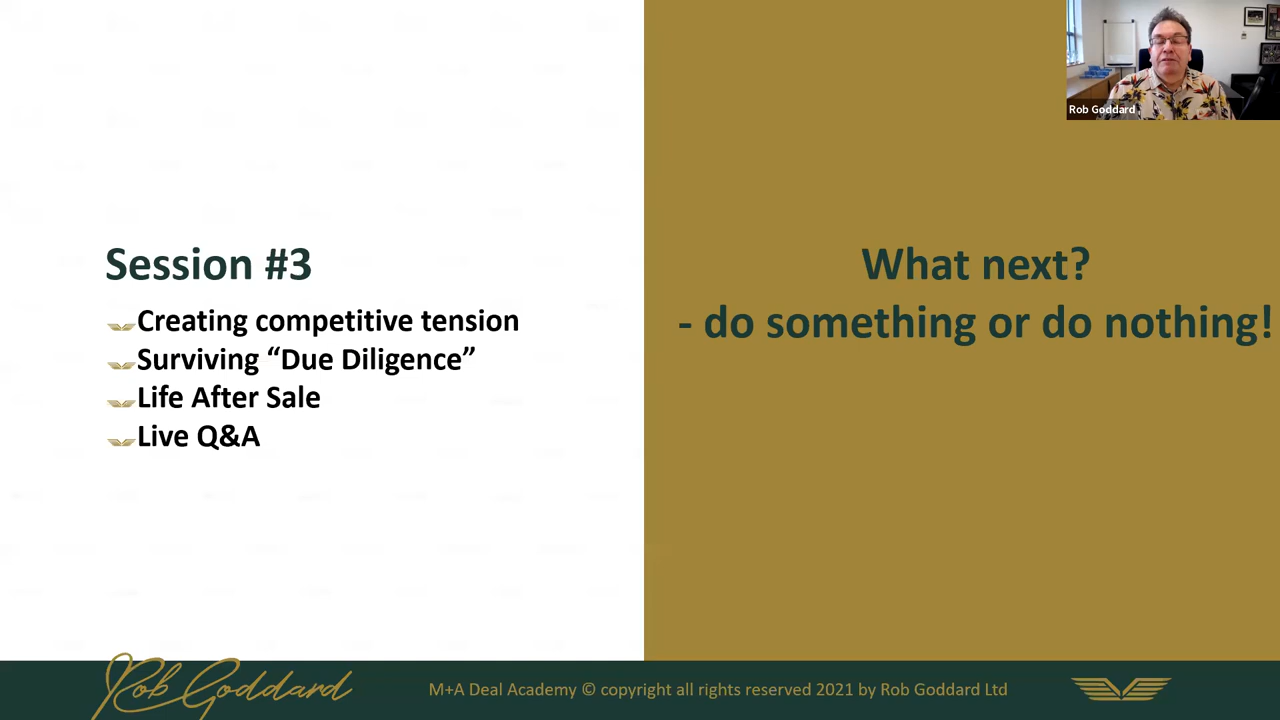 Session #3
Creating competitive tension
Surviving “Due Diligence”
Life After Sale
Live Q&A
What next?
- do something or do nothing!
Rob Goddard
Rob Goddard
M+A Deal Academy © copyright all rights reserved 2021 by Rob Goddard Ltd